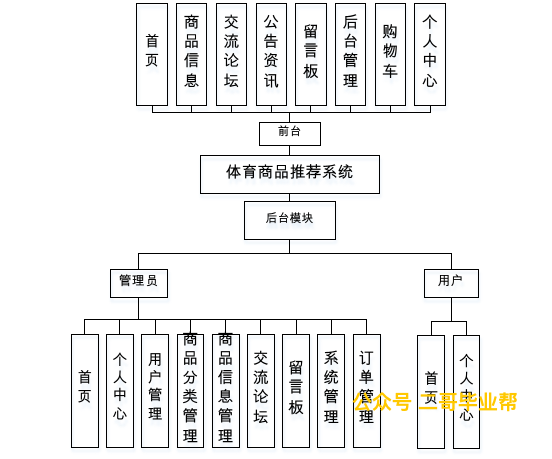 首页
商品信息
交流论坛
公告资讯
留言板
后台管理
购物车
个人中心
前台
体育商品推荐系统
后台模块
管理员
用户
首页
个人中心
用户管理
商品分类管理
商品信息管理
交流论坛
留言板
系统管理
订单管理
首页
个人中心
公众号 二哥毕业帮